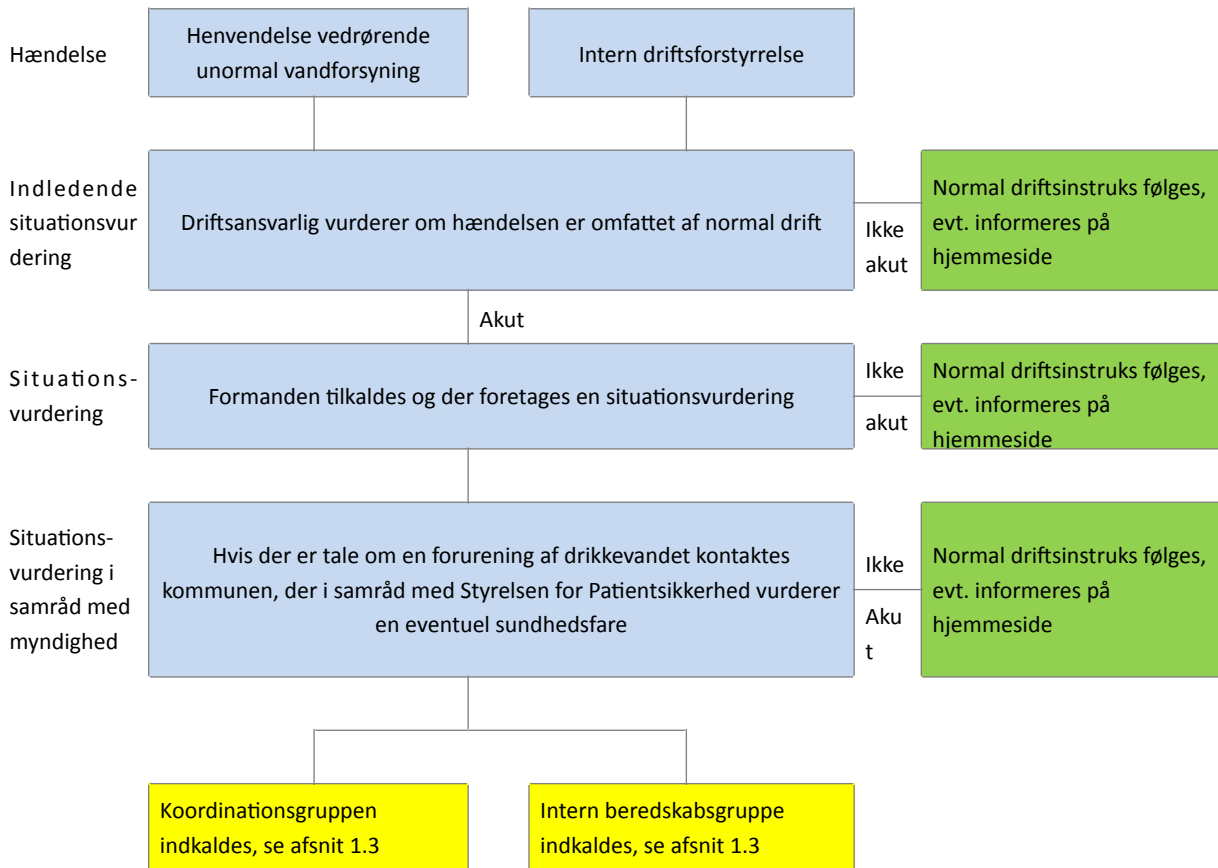 Hændelse
Henvendelse vedrørende
unormal vandforsyning
Intern driftsforstyrrelse
Indledende
situationsvur
dering
Driftsansvarlig vurderer om hændelsen er omfattet af normal drift
Ikke
akut
Normal driftsinstruks følges,
evt. informeres på
hjemmeside
Akut
Situations-
vurdering
Formanden tilkaldes og der foretages en situationsvurdering
Ikke
akut
Normal driftsinstruks følges,
evt. informeres på
hjemmeside
Situations-
vurdering i
samråd med
myndighed
Hvis der er tale om en forurening af drikkevandet kontaktes
kommunen, der i samråd med Styrelsen for Patientsikkerhed vurderer
en eventuel sundhedsfare
Ikke
Aku
t
Normal driftsinstruks følges,
evt. informeres på
hjemmeside
Koordinationsgruppen
indkaldes, se afsnit 1.3
Intern beredskabsgruppe
indkaldes, se afsnit 1.3